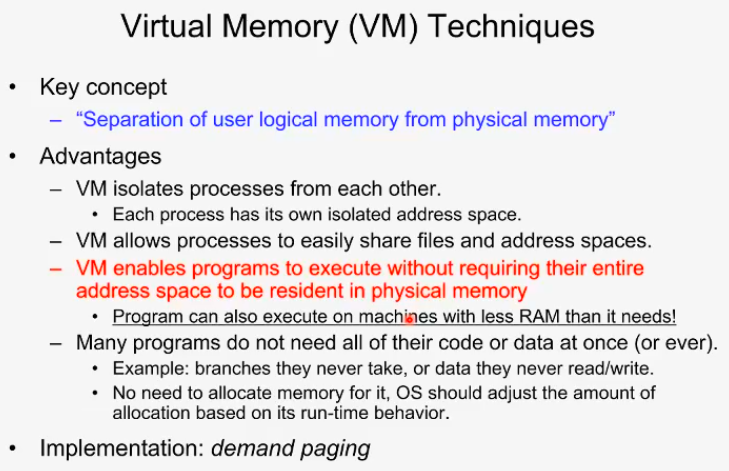 Virtual Memory (VM) Techniques
• Key concept
– “Separation of user logical memory from physical memory”
• Advantages
– VM isolates processes from each other.
• Each process has its own isolated address space.
– VM allows processes to easily share files and address spaces.
– VM enables programs to execute without requiring their entire
address space to be resident in physical memory
• Program can also execute on machines with less RAM than it needs!
– Many programs do not need all of their code or data at once (or ever).
• Example: branches they never take, or data they never read/write.
• No need to allocate memory for it, OS should adjust the amount of
allocation based on its run-time behavior.
• Implementation: demand paging